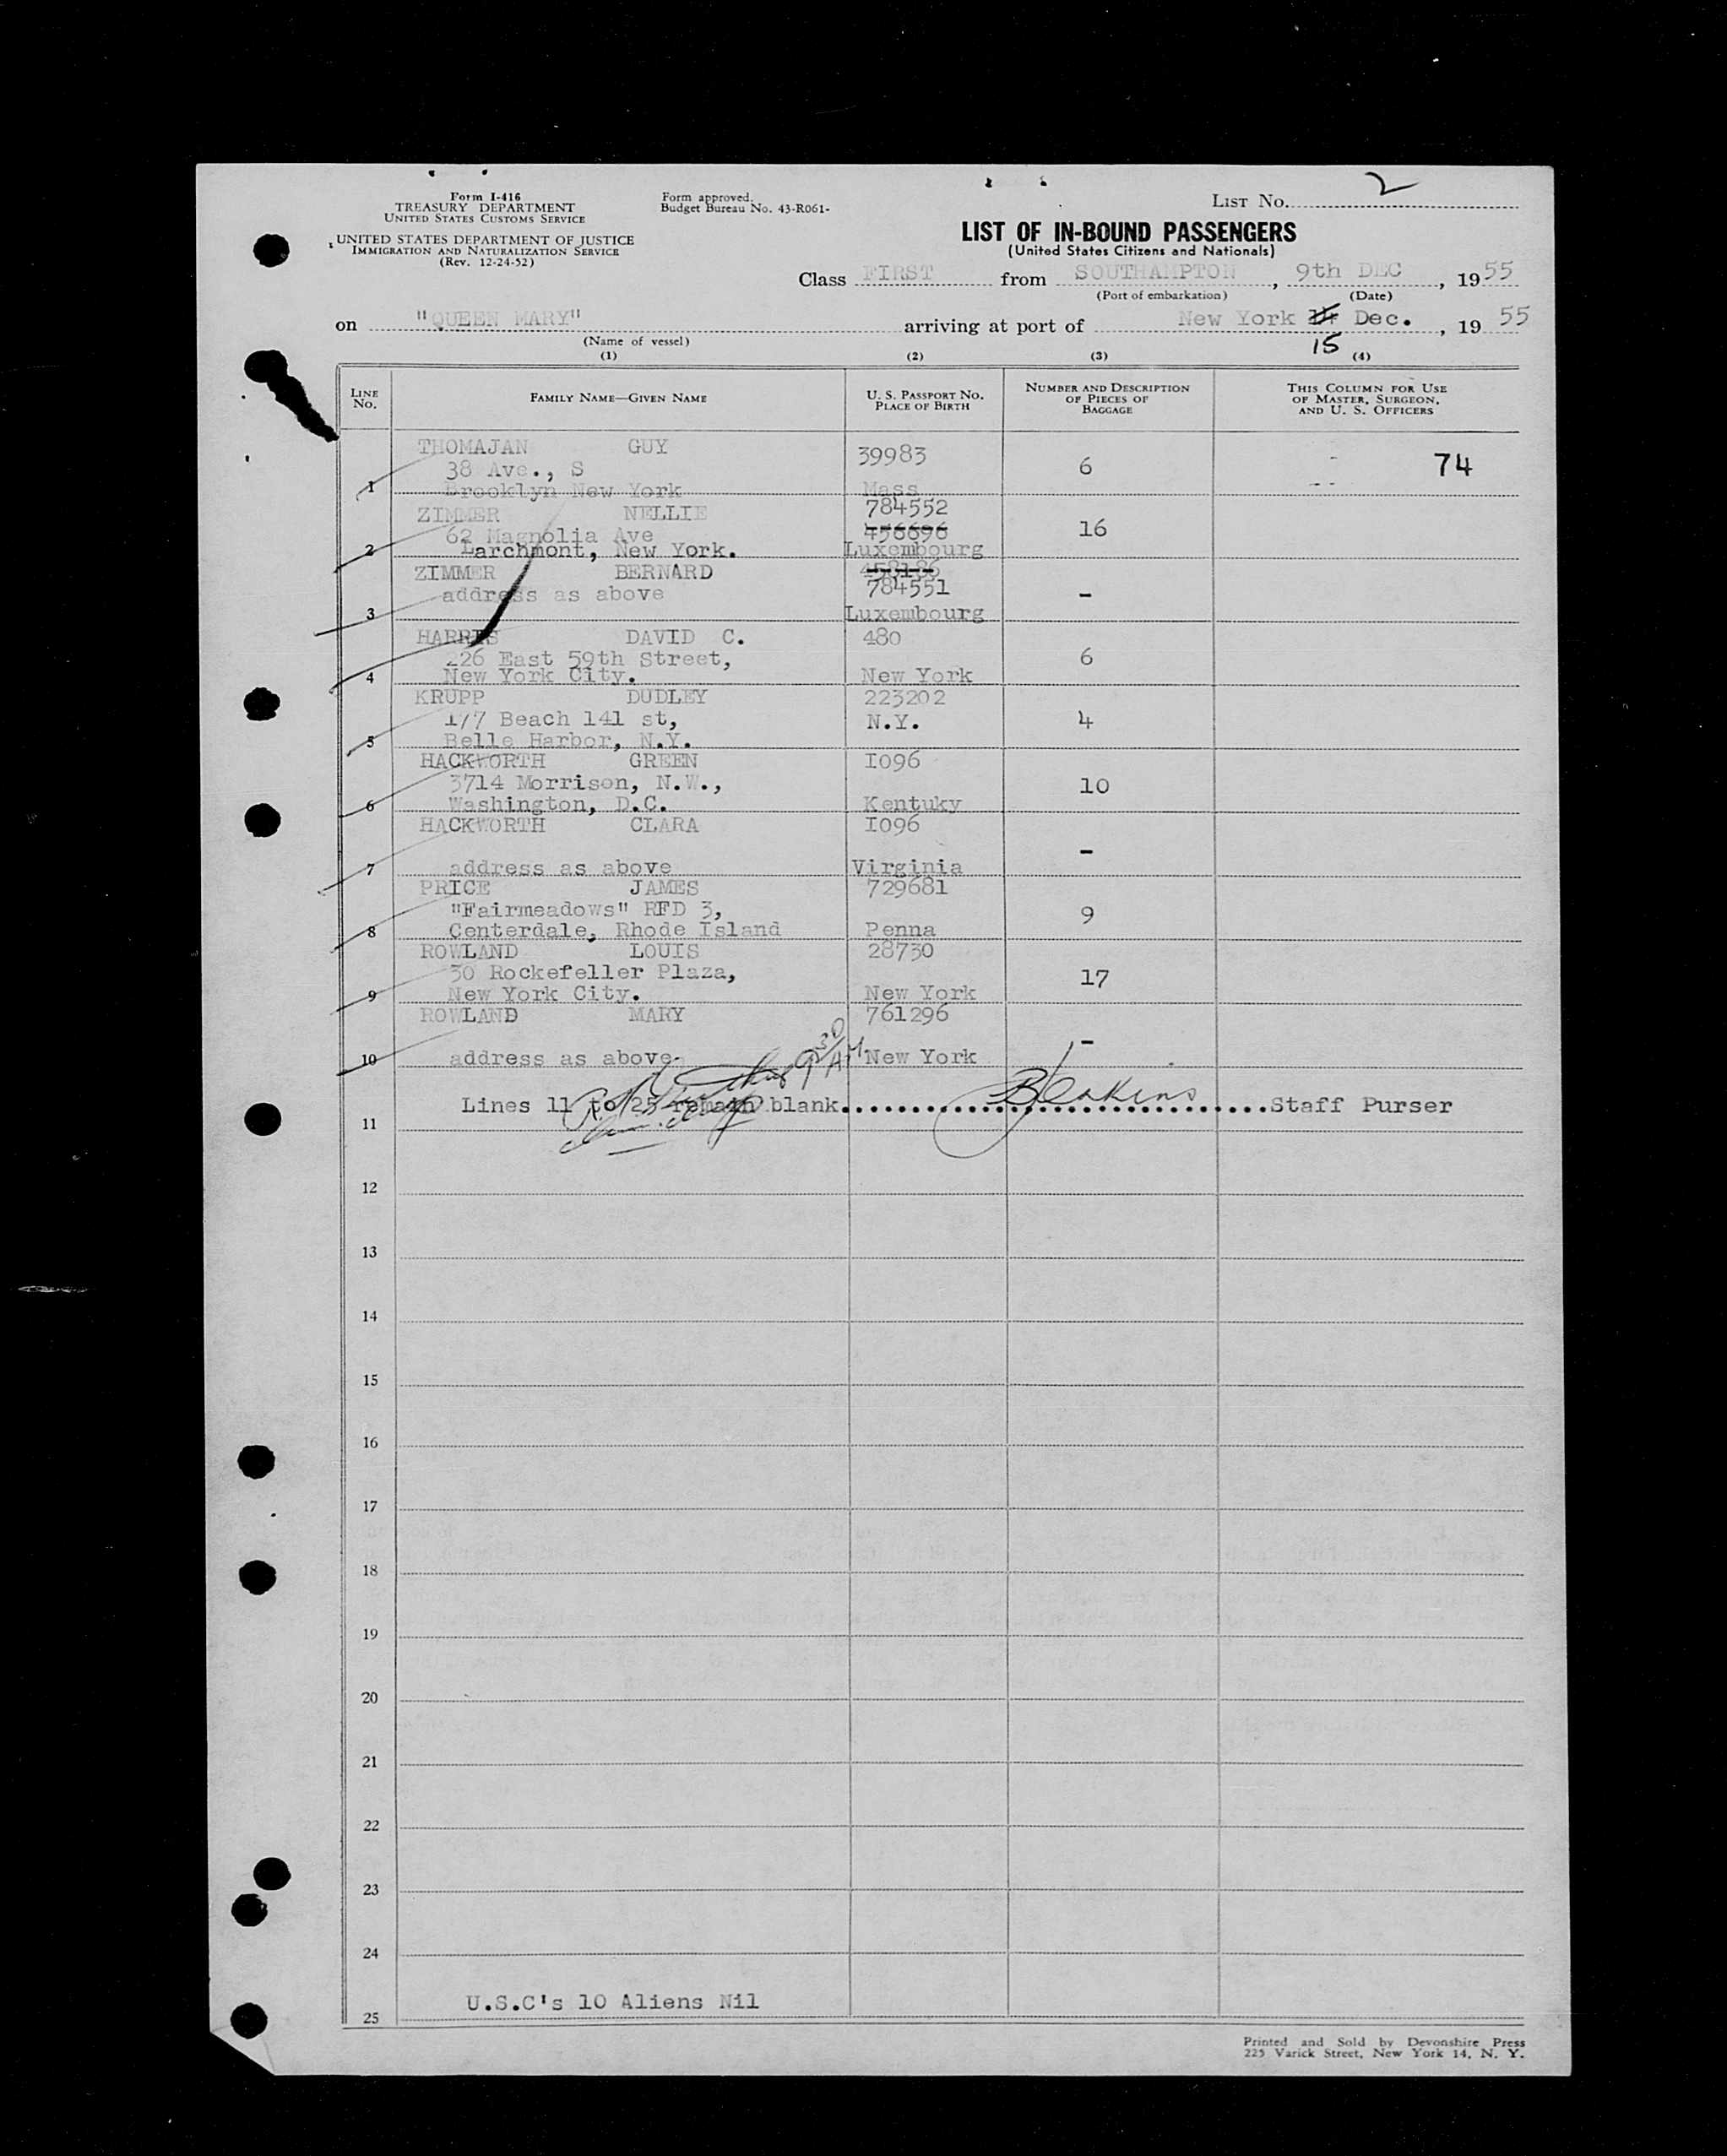 Form I-416
TREASURY DEPARTMENT
UNITED STATES CUSTOMS SERVICE
UNITED STATES DEPARTMENT OF JUSTICE
IMMIGRATION AND NATURALIZATION SERVICE
(Rev. 12-24-52)
Form approved.
Budget Bureau No. 43-R061-
LIST No. 2
LIST OF IN-BOUND PASSENGERS
(United States Citizens and Nationals)
Class FIRST from SOUTHAMPTON, 9th DEC, 1955
(Port of embarkation) (Date)
on "QUEEN MARY" arriving at port of New York 14 Dec., 1955
(Name of vessel) 15
(1) (2) (3) (4)
LINE No. FAMILY NAME—GIVEN NAME U. S. PASSPORT No. PLACE OF BIRTH NUMBER AND DESCRIPTION OF PIECES OF BAGGAGE THIS COLUMN FOR USE OF MASTER, SURGEON, AND U. S. OFFICERS
THOMAJAN GUY 39983
38 Ave., S 6 74
1 Brooklyn New York Mass
ZIMMER NELLIE 784552
62 Magnolia Ave 456696 16
2 Larchmont, New York. Luxembourg
ZIMMER BERNARD 458186
address as above 784551 -
3 Luxembourg
HARRIS DAVID C. 480
226 East 59th Street, 6
4 New York City. New York
KRUPP DUDLEY 223202
177 Beach 141 st, N.Y. 4
5 Belle Harbor, N.Y.
HACKWORTH GREEN I096
3714 Morrison, N.W., 10
6 Washington, D.C. Kentuky
HACKWORTH CLARA I096
-
7 address as above Virginia
PRICE JAMES 729681
"Fairmeadows" RFD 3, 9
8 Centerdale, Rhode Island Penna
ROWLAND LOUIS 28730
30 Rockefeller Plaza, 17
9 New York City. New York
ROWLAND MARY 761296
-
10 address as above 9 30/AM New York
Lines 11 to 25 remain blank..............................Staff Purser
11
12
13
14
15
16
17
18
19
20
21
22
23
24
U.S.C's 10 Aliens Nil
25
Printed and Sold by Devonshire Press
225 Varick Street, New York 14, N. Y.